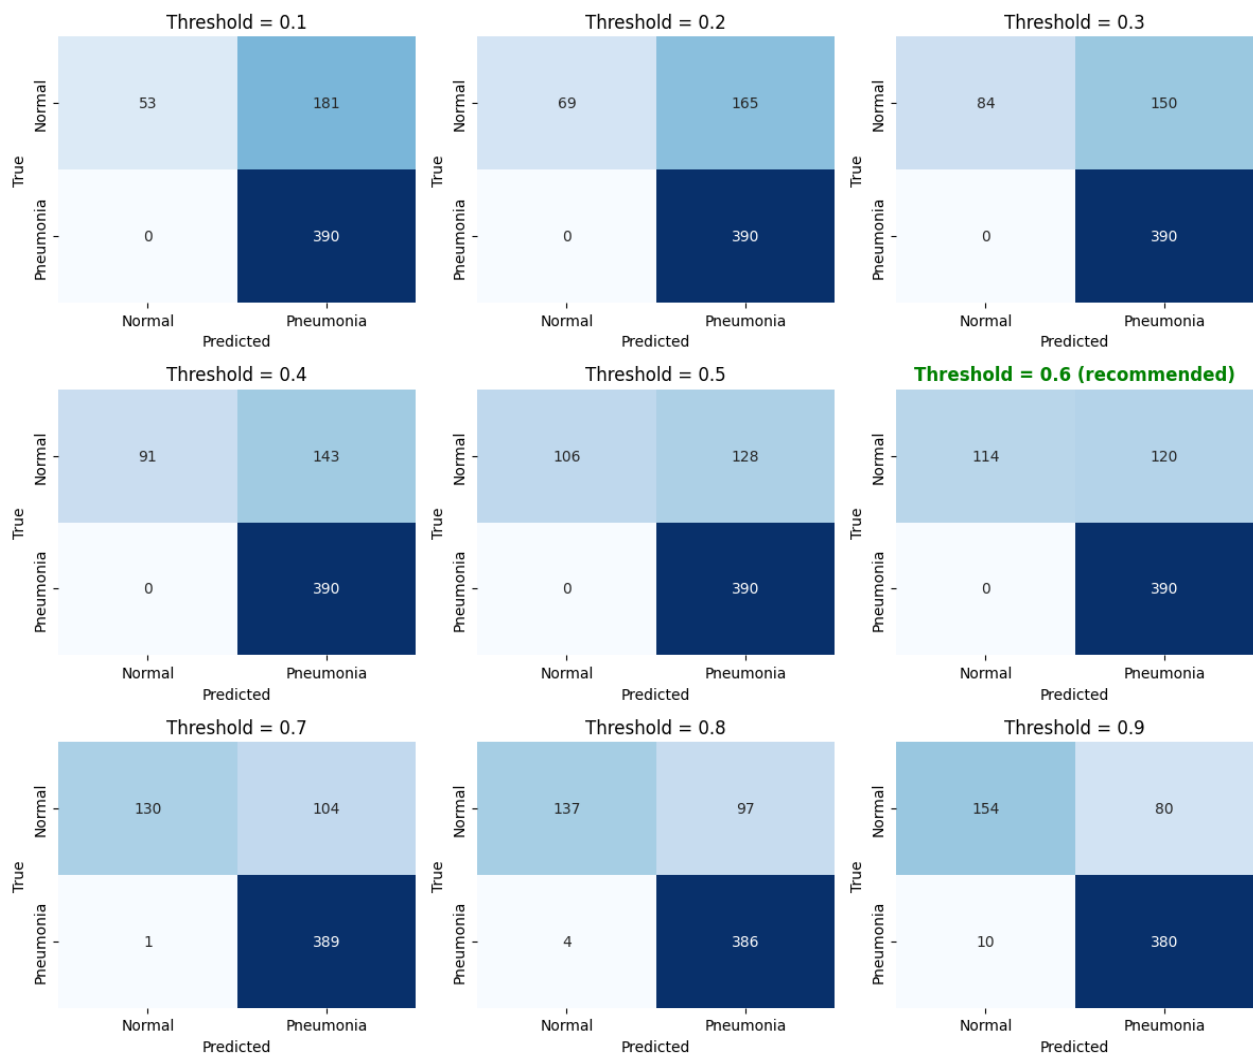 Threshold = 0.1
True
Normal
53
181
Pneumonia
0
390
Normal
Pneumonia
Predicted
Threshold = 0.2
True
Normal
69
165
Pneumonia
0
390
Normal
Pneumonia
Predicted
Threshold = 0.3
True
Normal
84
150
Pneumonia
0
390
Normal
Pneumonia
Predicted
Threshold = 0.4
True
Normal
91
143
Pneumonia
0
390
Normal
Pneumonia
Predicted
Threshold = 0.5
True
Normal
106
128
Pneumonia
0
390
Normal
Pneumonia
Predicted
Threshold = 0.6 (recommended)
True
Normal
114
120
Pneumonia
0
390
Normal
Pneumonia
Predicted
Threshold = 0.7
True
Normal
130
104
Pneumonia
1
389
Normal
Pneumonia
Predicted
Threshold = 0.8
True
Normal
137
97
Pneumonia
4
386
Normal
Pneumonia
Predicted
Threshold = 0.9
True
Normal
154
80
Pneumonia
10
380
Normal
Pneumonia
Predicted